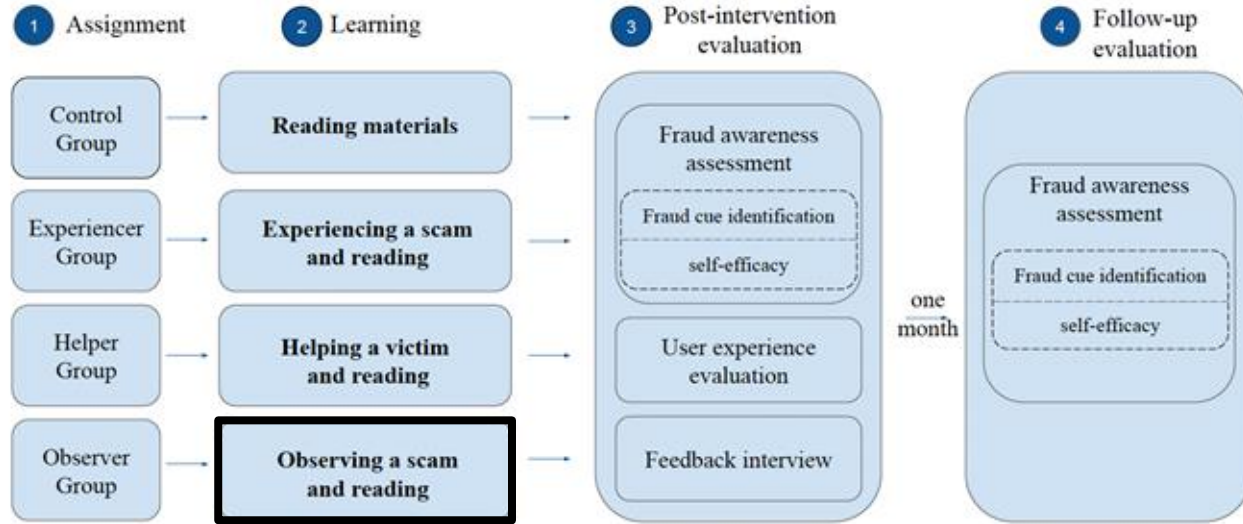 1 Assignment
2 Learning
3 Post-intervention
evaluation
4 Follow-up
evaluation
Control
Group
Reading materials
Experiencer
Group
Experiencing a scam
and reading
Helper
Group
Helping a victim
and reading
Observer
Group
Observing a scam
and reading
Fraud awareness
assessment
Fraud cue identification
self-efficacy
User experience
evaluation
Feedback interview
one
month
Fraud awareness
assessment
Fraud cue identification
self-efficacy